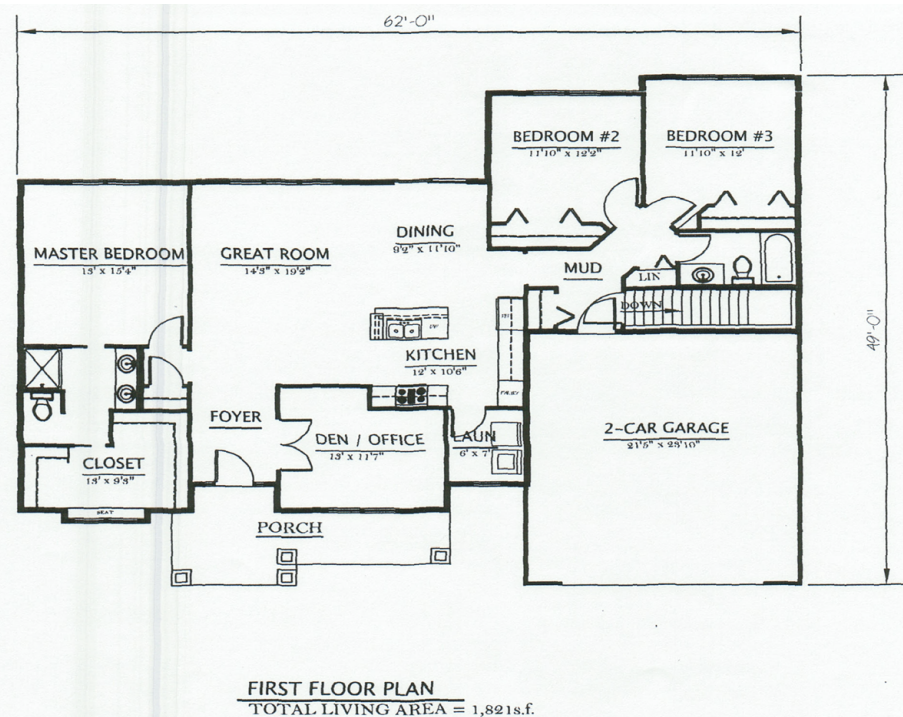 62'-0"
BEDROOM #2
11'10" x 12'2"
BEDROOM #3
11'10" x 12'
MASTER BEDROOM
13' x 15'4"
GREAT ROOM
14'3" x 19'2"
DINING
9'2" x 11'10"
MUD
LIN
DOWN
49'-0"
KITCHEN
12' x 10'6"
FOYER
DEN / OFFICE
13' x 11'7"
LAUN
6' x 7'
2-CAR GARAGE
21'5" x 23'10"
CLOSET
13' x 9'3"
SEAT
PORCH
FIRST FLOOR PLAN
TOTAL LIVING AREA = 1,821s.f.